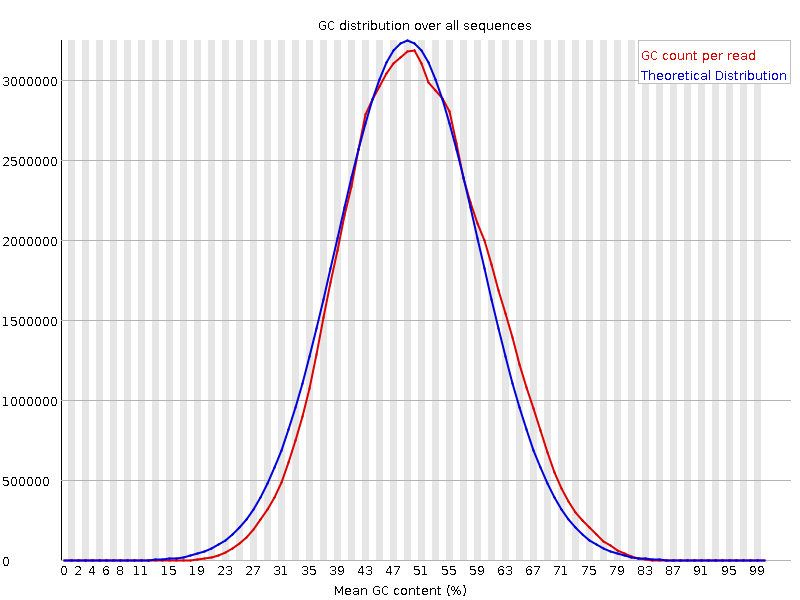 GC distribution over all sequences
GC count per read
Theoretical Distribution
3000000
2500000
2000000
1500000
1000000
500000
0
0 2 4 6 8 11 15 19 23 27 31 35 39 43 47 51 55 59 63 67 71 75 79 83 87 91 95 99
Mean GC content (%)